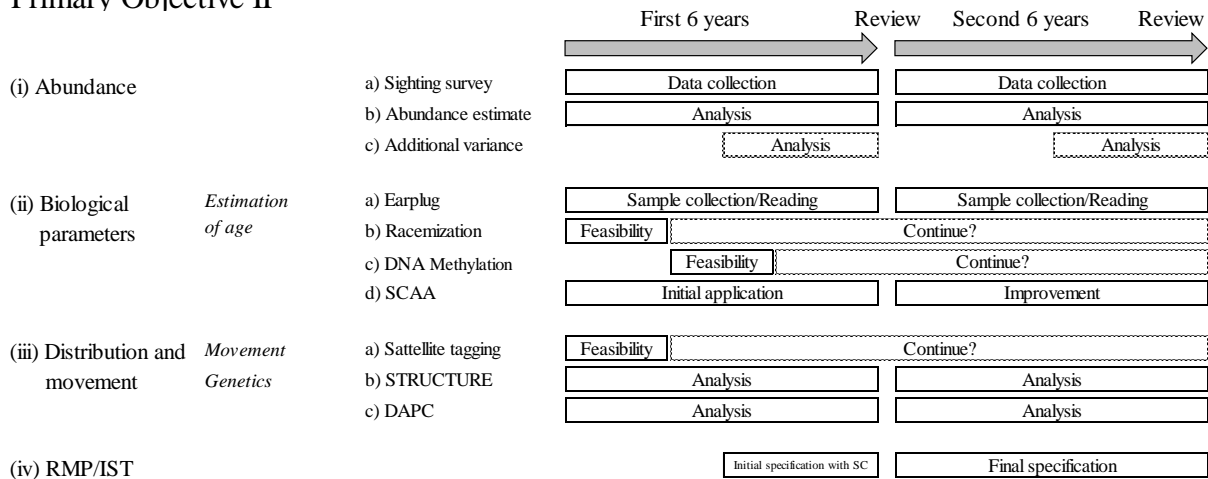 Primary Objective II
First 6 years Review Second 6 years Review
(i) Abundance a) Sighting survey Data collection Data collection
b) Abundance estimate Analysis Analysis
c) Additional variance Analysis Analysis
(ii) Biological Estimation a) Earplug Sample collection/Reading Sample collection/Reading
parameters of age b) Racemization Feasibility Continue?
c) DNA Methylation Feasibility Continue?
d) SCAA Initial application Improvement
(iii) Distribution and Movement a) Sattellite tagging Feasibility Continue?
movement Genetics b) STRUCTURE Analysis Analysis
c) DAPC Analysis Analysis
(iv) RMP/IST Initial specification with SC Final specification